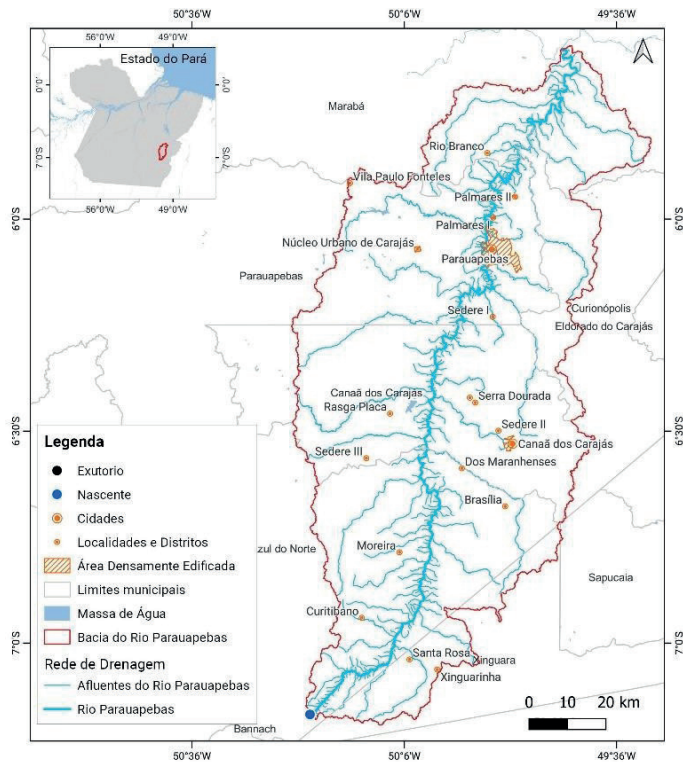 50°36'W
50°6'W
49°36'W
56°0'W
49°0'W
Estado do Pará
0°0'
0°0'
7°0'S
7°0'S
56°0'W
49°0'W
Marabá
Rio Branco
Vila Paulo Fonteles
Palmares II
6°0'S
6°0'S
Palmares I
Núcleo Urbano de Carajás
Parauapebas
Parauapebas
Sedere I
Curionópolis
Eldorado do Carajás
Canaã dos Carajas
Serra Dourada
Rasga Placa
Sedere II
6°30'S
Canaã dos Carajás
Sedere III
Dos Maranhenses
Brasília
Legenda
Exutorio
Nascente
Cidades
Localidades e Distritos
Área Densamente Edificada
Limites municipais
Massa de Água
Bacia do Rio Parauapebas
Rede de Drenagem
Afluentes do Rio Parauapebas
Rio Parauapebas
zul do Norte
Moreira
Sapucaia
Curitibano
7°0'S
7°0'S
Santa Rosa
Xinguara
Xinguarinha
Bannach
0 10 20 km
50°36'W
50°6'W
49°36'W
6°30'S